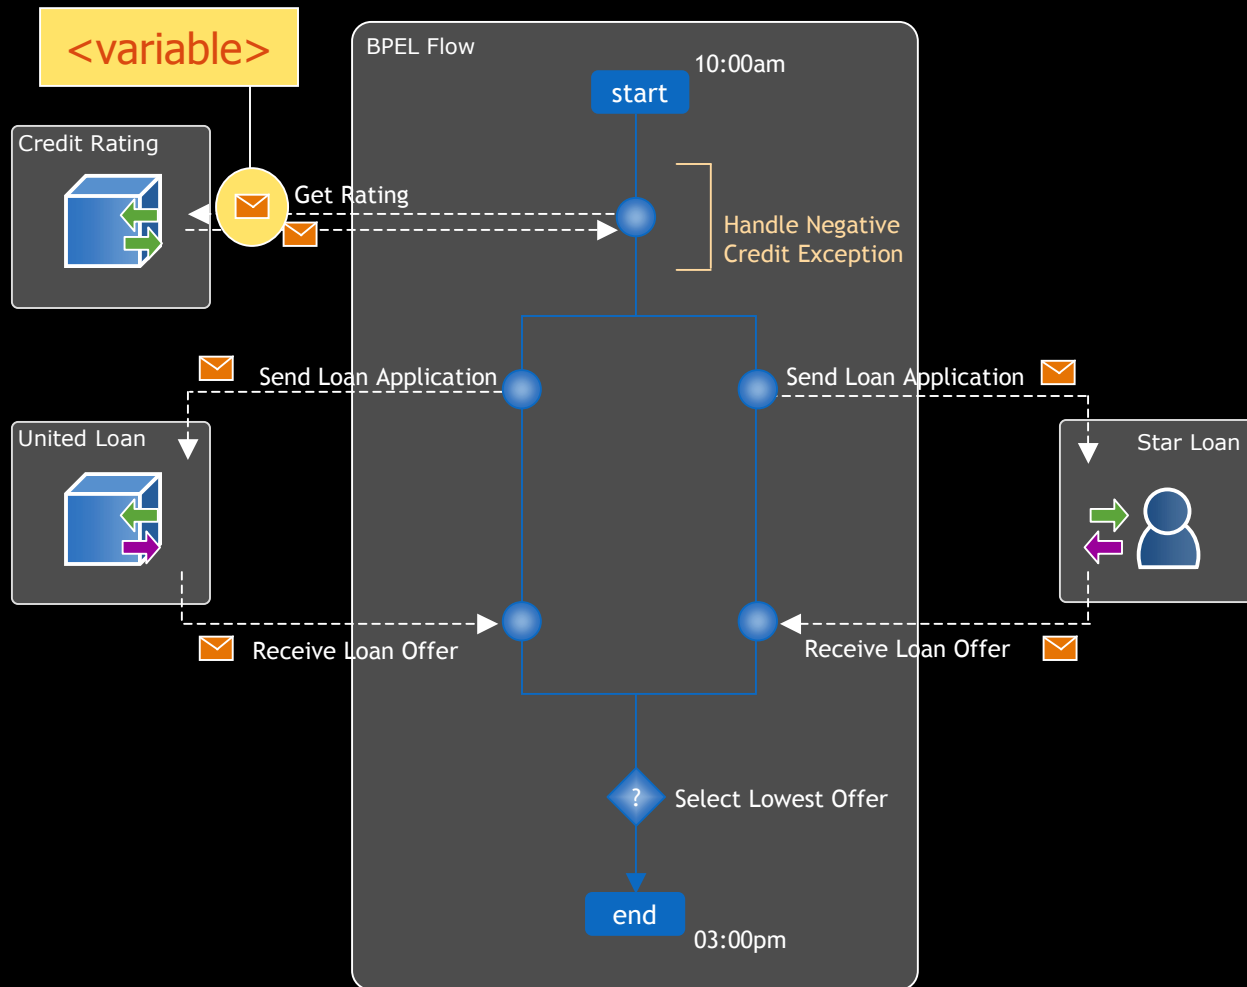 <variable>
BPEL Flow
10:00am
start
Credit Rating
Get Rating
Handle Negative
Credit Exception
Send Loan Application
Send Loan Application
United Loan
Star Loan
Receive Loan Offer
Receive Loan Offer
?
Select Lowest Offer
end
03:00pm